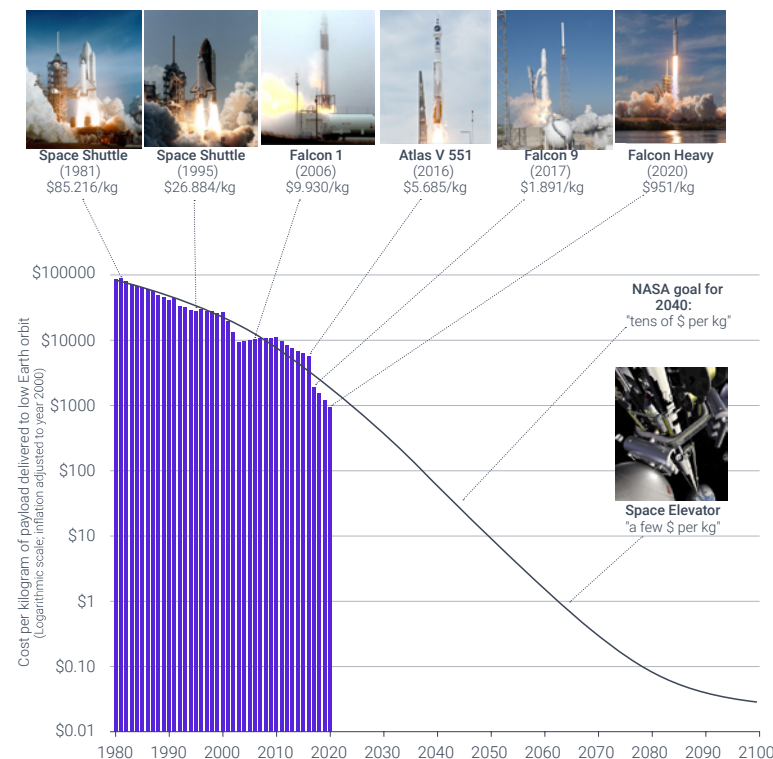 Space Shuttle
(1981)
$85.216/kg
Space Shuttle
(1995)
$26.884/kg
Falcon 1
(2006)
$9.930/kg
Atlas V 551
(2016)
$5.685/kg
Falcon 9
(2017)
$1.891/kg
Falcon Heavy
(2020)
$951/kg
Cost per kilogram of payload delivered to low Earth orbit
(Logarithmic scale; inflation adjusted to year 2000)
$100000
$10000
$1000
$100
$10
$1
$0.10
$0.01
NASA goal for
2040:
"tens of $ per kg"
Space Elevator
"a few $ per kg"
1980 1990 2000 2010 2020 2030 2040 2050 2060 2070 2080 2090 2100